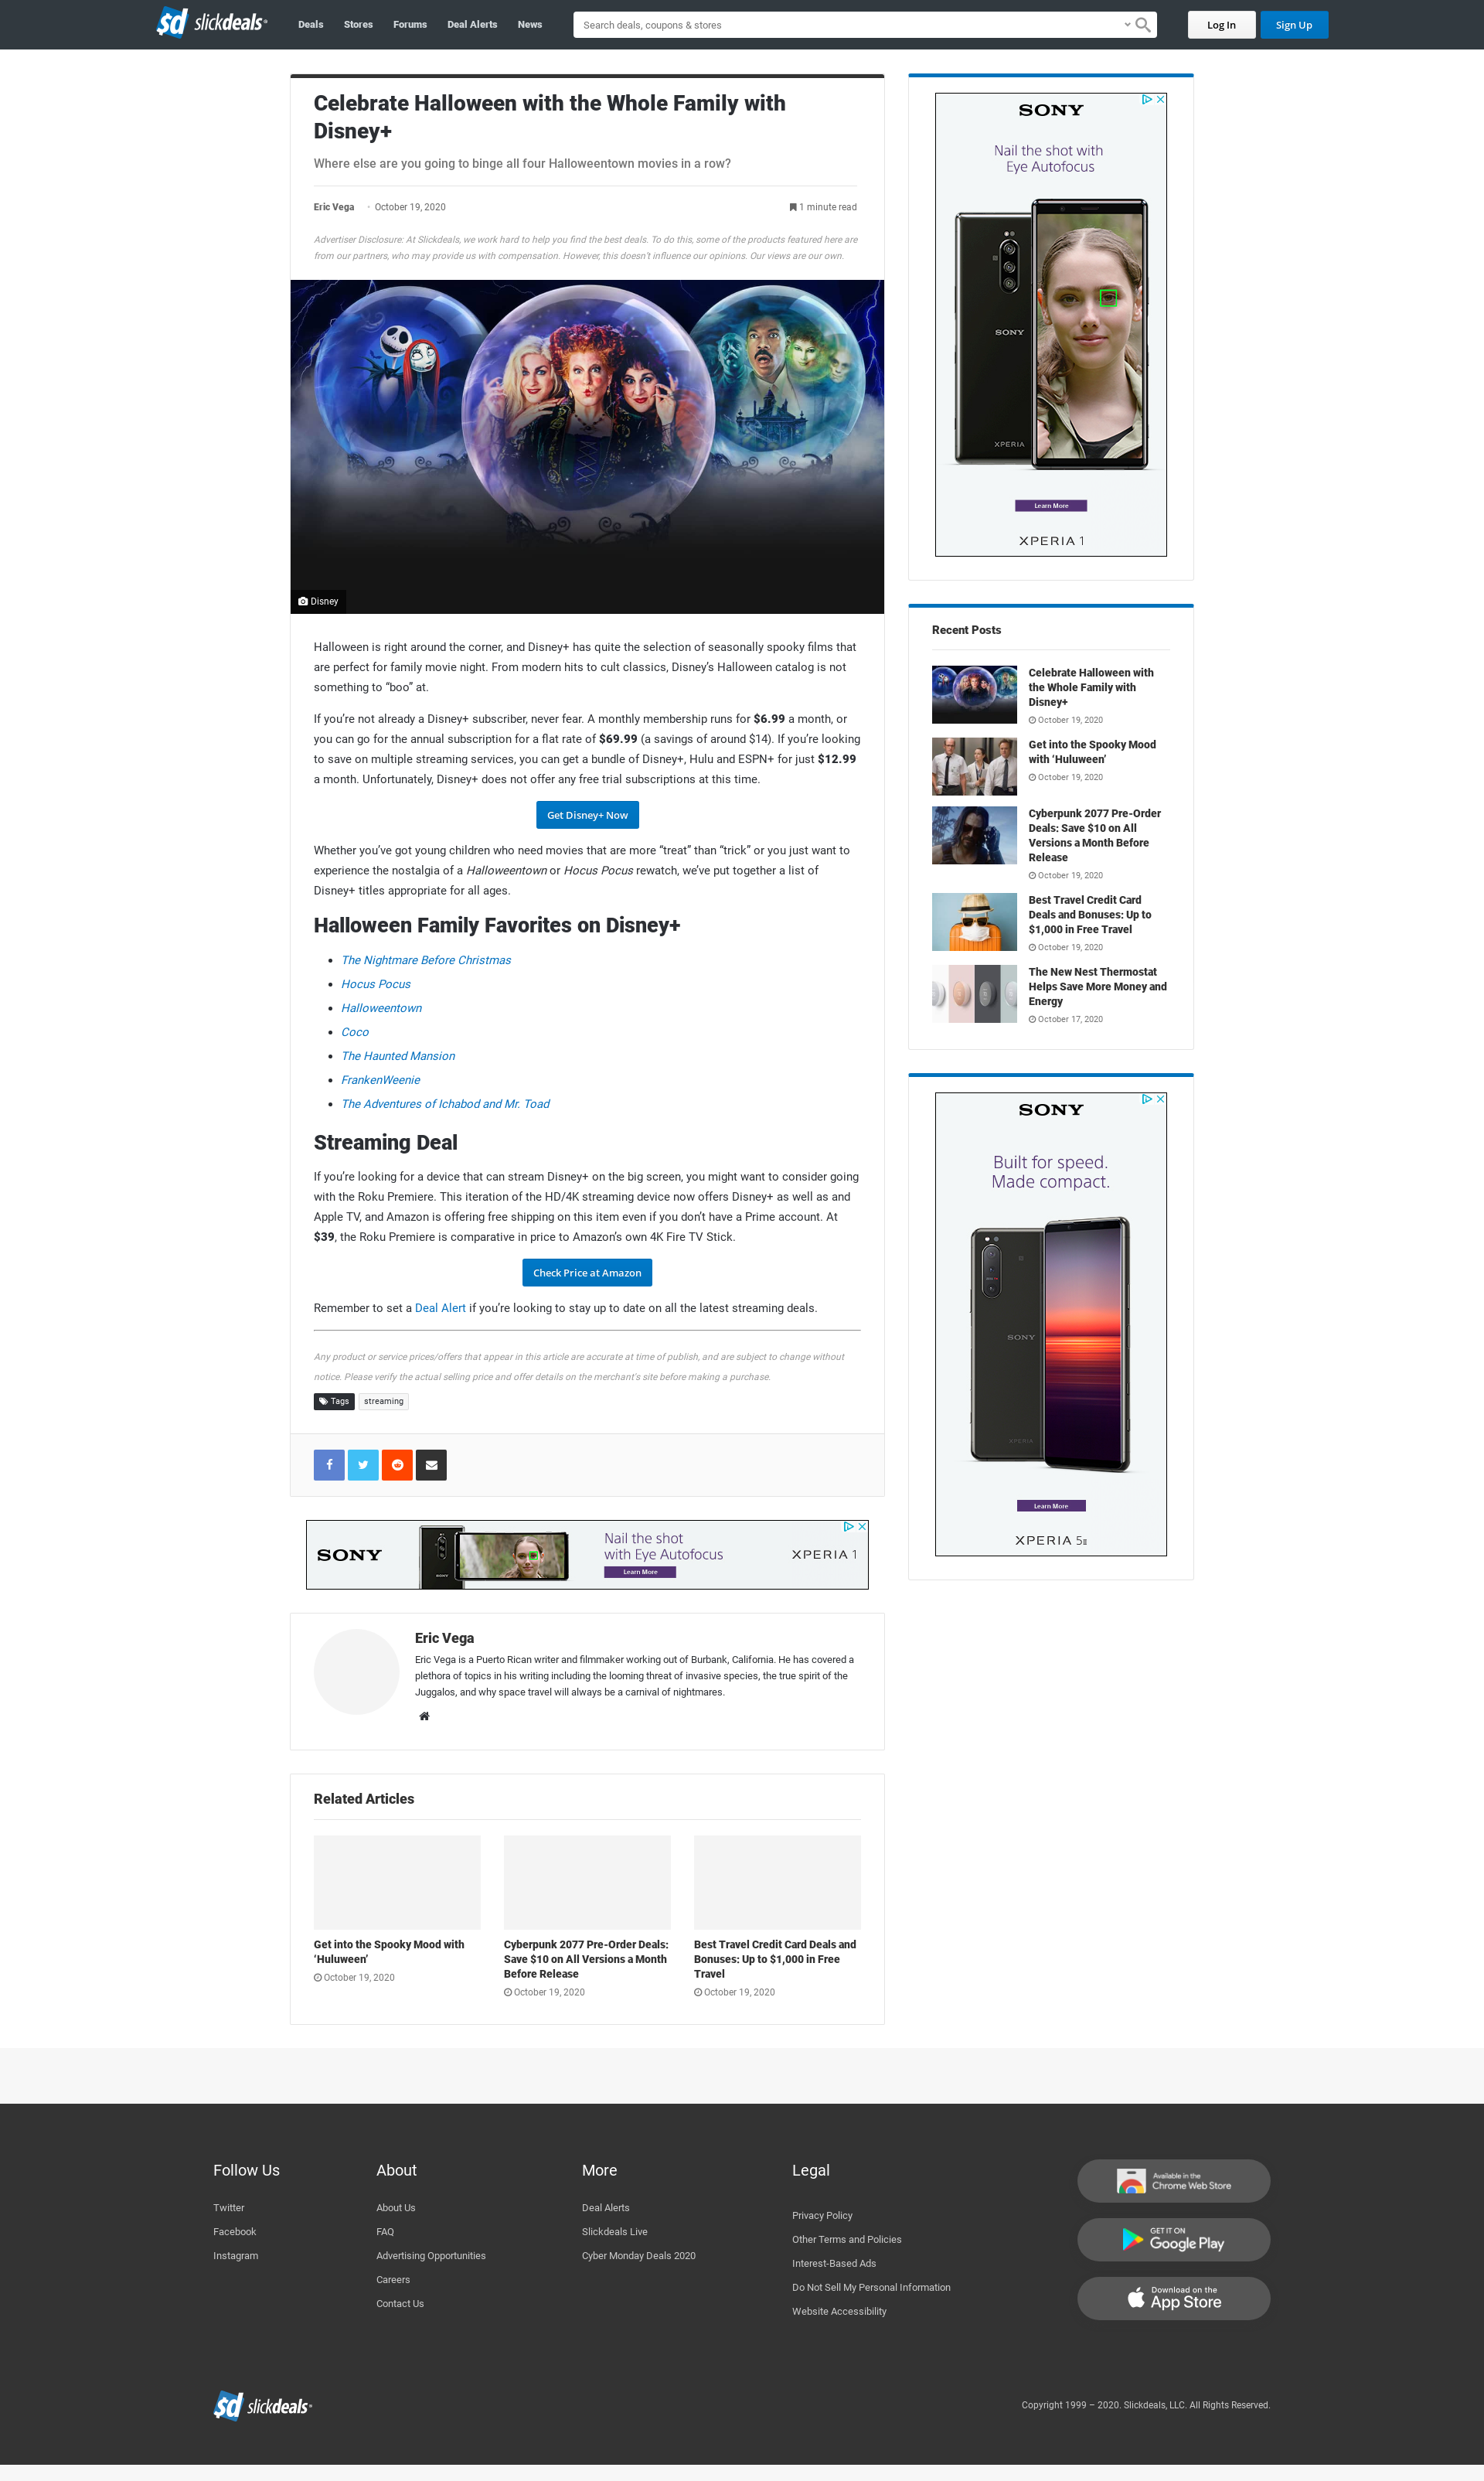 sd slickdeals
Deals
Stores
Forums
Deal Alerts
News
Search deals, coupons & stores
Log In
Sign Up
Celebrate Halloween with the Whole Family with
Disney+
Where else are you going to binge all four Halloweentown movies in a row?
Eric Vega · October 19, 2020
1 minute read
Advertiser Disclosure: At Slickdeals, we work hard to help you find the best deals. To do this, some of the products featured here are
from our partners, who may provide us with compensation. However, this doesn't influence our opinions. Our views are our own.
Disney
Halloween is right around the corner, and Disney+ has quite the selection of seasonally spooky films that
are perfect for family movie night. From modern hits to cult classics, Disney’s Halloween catalog is not
something to “boo” at.
If you’re not already a Disney+ subscriber, never fear. A monthly membership runs for $6.99 a month, or
you can go for the annual subscription for a flat rate of $69.99 (a savings of around $14). If you’re looking
to save on multiple streaming services, you can get a bundle of Disney+, Hulu and ESPN+ for just $12.99
a month. Unfortunately, Disney+ does not offer any free trial subscriptions at this time.
Get Disney+ Now
Whether you’ve got young children who need movies that are more “treat” than “trick” or you just want to
experience the nostalgia of a Halloweentown or Hocus Pocus rewatch, we’ve put together a list of
Disney+ titles appropriate for all ages.
Halloween Family Favorites on Disney+
• The Nightmare Before Christmas
• Hocus Pocus
• Halloweentown
• Coco
• The Haunted Mansion
• FrankenWeenie
• The Adventures of Ichabod and Mr. Toad
Streaming Deal
If you’re looking for a device that can stream Disney+ on the big screen, you might want to consider going
with the Roku Premiere. This iteration of the HD/4K streaming device now offers Disney+ as well as and
Apple TV, and Amazon is offering free shipping on this item even if you don’t have a Prime account. At
$39, the Roku Premiere is comparative in price to Amazon’s own 4K Fire TV Stick.
Check Price at Amazon
Remember to set a Deal Alert if you’re looking to stay up to date on all the latest streaming deals.
Any product or service prices/offers that appear in this article are accurate at time of publish, and are subject to change without
notice. Please verify the actual selling price and offer details on the merchant's site before making a purchase.
Tags
streaming
SONY
SONY
Nail the shot
with Eye Autofocus
Learn More
XPERIA 1
Eric Vega
Eric Vega is a Puerto Rican writer and filmmaker working out of Burbank, California. He has covered a
plethora of topics in his writing including the looming threat of invasive species, the true spirit of the
Juggalos, and why space travel will always be a carnival of nightmares.
Related Articles
Get into the Spooky Mood with
‘Huluween’
October 19, 2020
Cyberpunk 2077 Pre-Order Deals:
Save $10 on All Versions a Month
Before Release
October 19, 2020
Best Travel Credit Card Deals and
Bonuses: Up to $1,000 in Free
Travel
October 19, 2020
SONY
Nail the shot with
Eye Autofocus
SONY
XPERIA
Learn More
XPERIA 1
Recent Posts
Celebrate Halloween with
the Whole Family with
Disney+
October 19, 2020
Get into the Spooky Mood
with ‘Huluween’
October 19, 2020
Cyberpunk 2077 Pre-Order
Deals: Save $10 on All
Versions a Month Before
Release
October 19, 2020
Best Travel Credit Card
Deals and Bonuses: Up to
$1,000 in Free Travel
October 19, 2020
The New Nest Thermostat
Helps Save More Money and
Energy
October 17, 2020
SONY
Built for speed.
Made compact.
SONY
XPERIA
Learn More
XPERIA 5 II
Follow Us
Twitter
Facebook
Instagram
About
About Us
FAQ
Advertising Opportunities
Careers
Contact Us
More
Deal Alerts
Slickdeals Live
Cyber Monday Deals 2020
Legal
Privacy Policy
Other Terms and Policies
Interest-Based Ads
Do Not Sell My Personal Information
Website Accessibility
Available in the
Chrome Web Store
GET IT ON
Google Play
Download on the
App Store
sd slickdeals
Copyright 1999 – 2020. Slickdeals, LLC. All Rights Reserved.